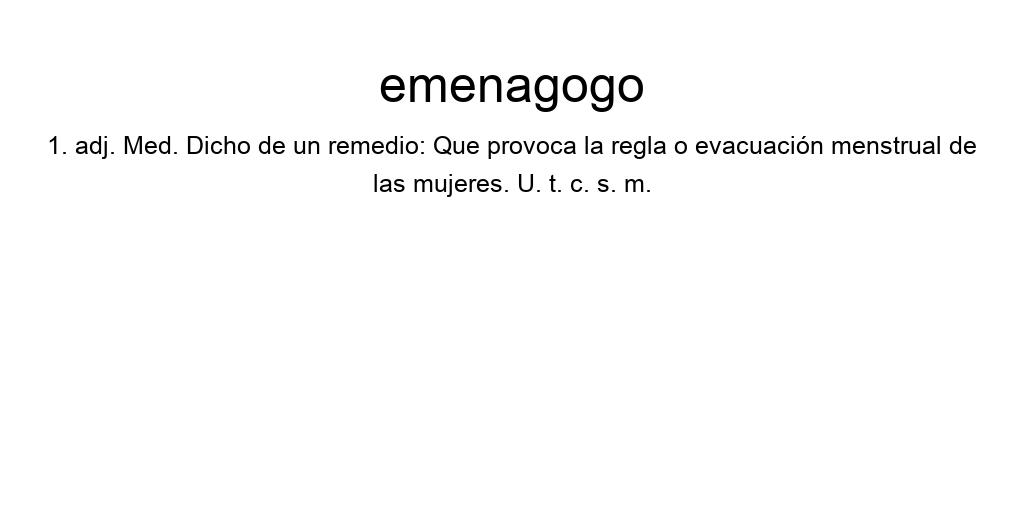 emenagogo
1. adj. Med. Dicho de un remedio: Que provoca la regla o evacuación menstrual de
las mujeres. U. t. c. s. m.